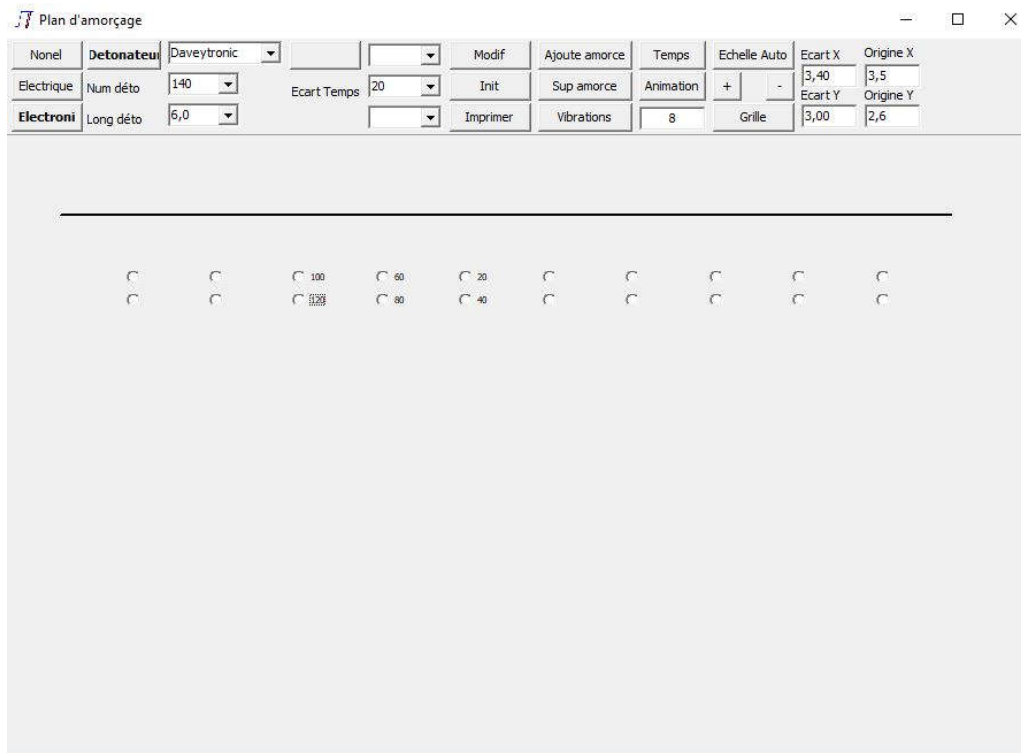 Plan d'amorçage
Nonel Detonateu Daveytronic Modif Ajoute amorce Temps Echelle Auto Ecart X Origine X
Electrique Num déto 140 Ecart Temps 20 Init Sup amorce Animation + - 3,40 3,5
Ecart Y Origine Y
Electroni Long déto 6,0 Imprimer Vibrations 8 Grille 3,00 2,6
100 60 20
120 80 40